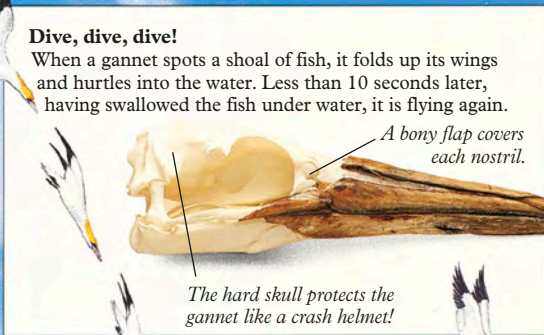 Dive, dive, dive!
When a gannet spots a shoal of fish, it folds up its wings
and hurtles into the water. Less than 10 seconds later,
having swallowed the fish under water, it is flying again.
A bony flap covers
each nostril.
The hard skull protects the
gannet like a crash helmet!